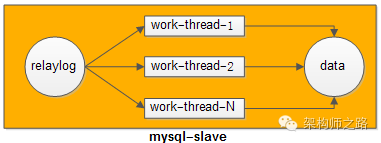 work-thread-1
relaylog
work-thread-2
data
work-thread-N
架构师之路
mysql-slave